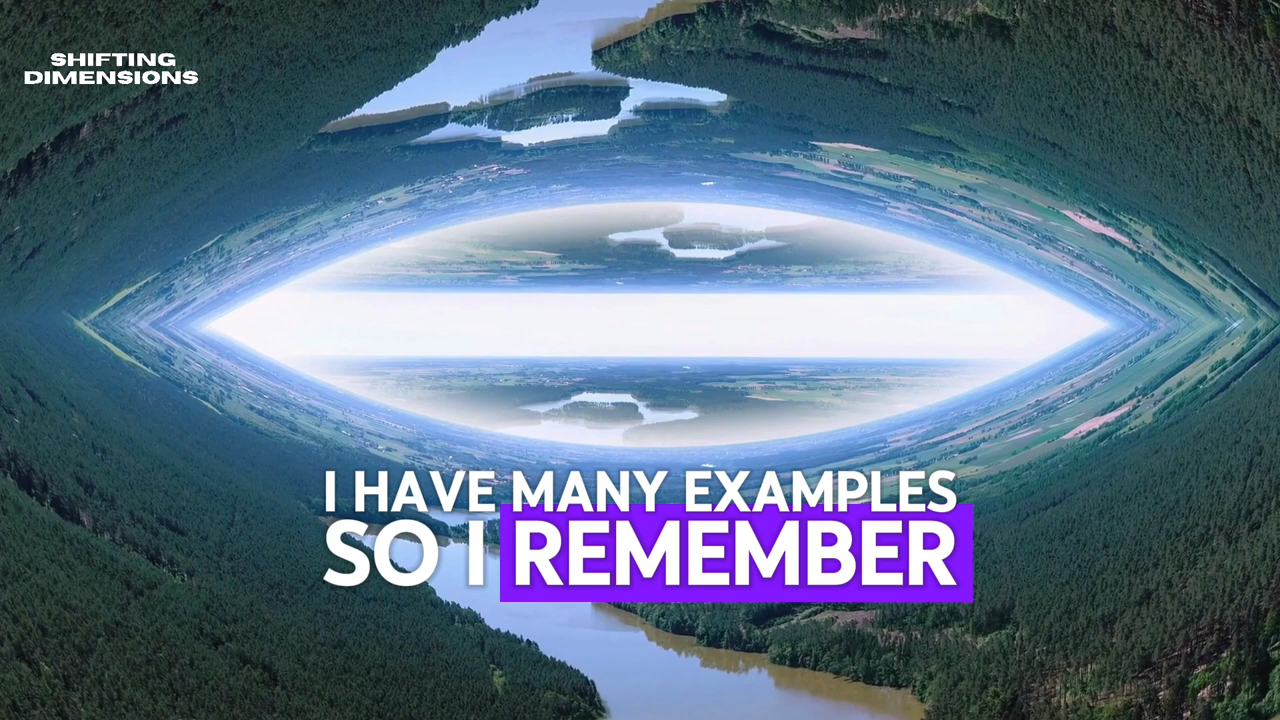 SHIFTING
DIMENSIONS
I HAVE MANY EXAMPLES
SO I REMEMBER